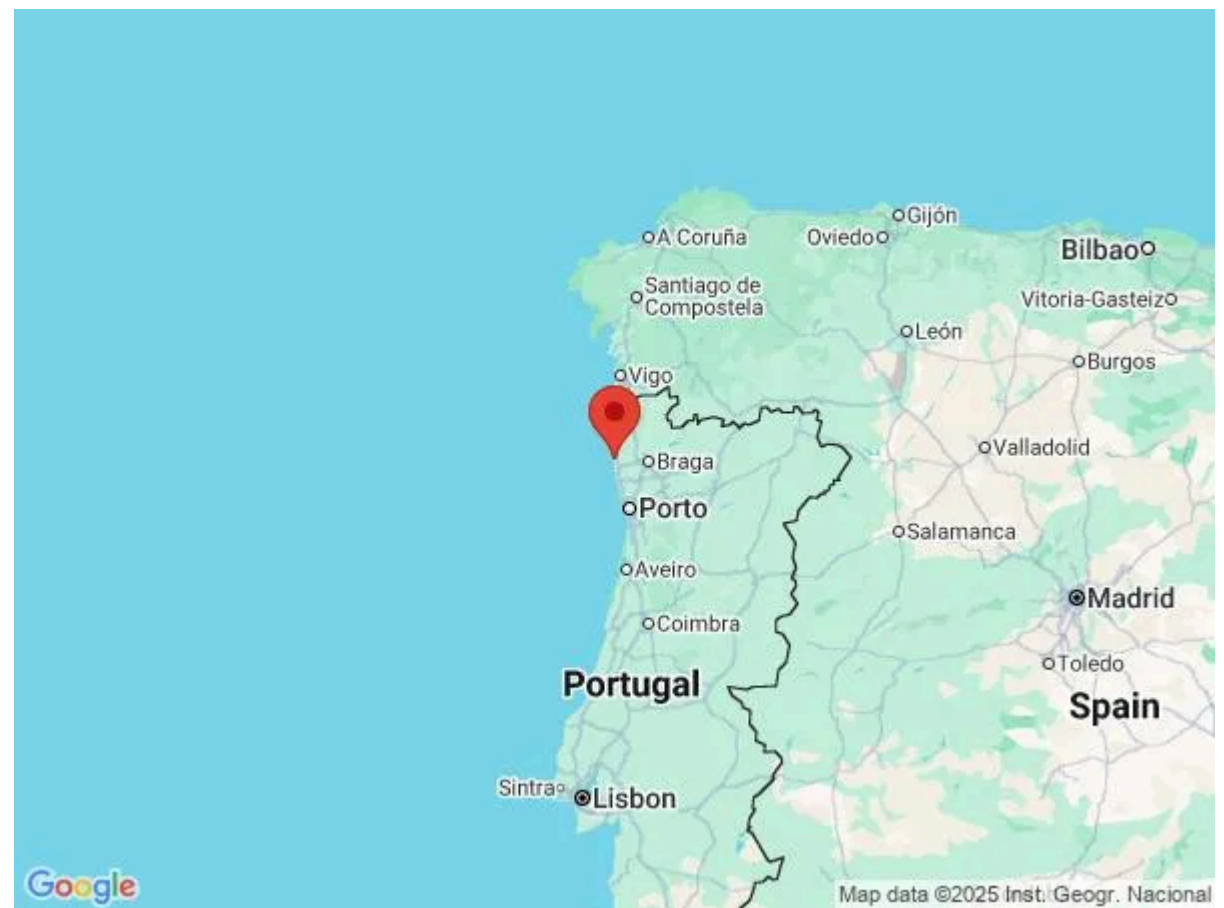 Gijón
A Coruña
Oviedo
Bilbao
Santiago de
Compostela
Vitoria-Gasteiz
León
Burgos
Vigo
Valladolid
Braga
Porto
Salamanca
Aveiro
Madrid
Coimbra
Toledo
Portugal
Spain
Sintra
Lisbon
Google
Map data ©2025 Inst. Geogr. Nacional